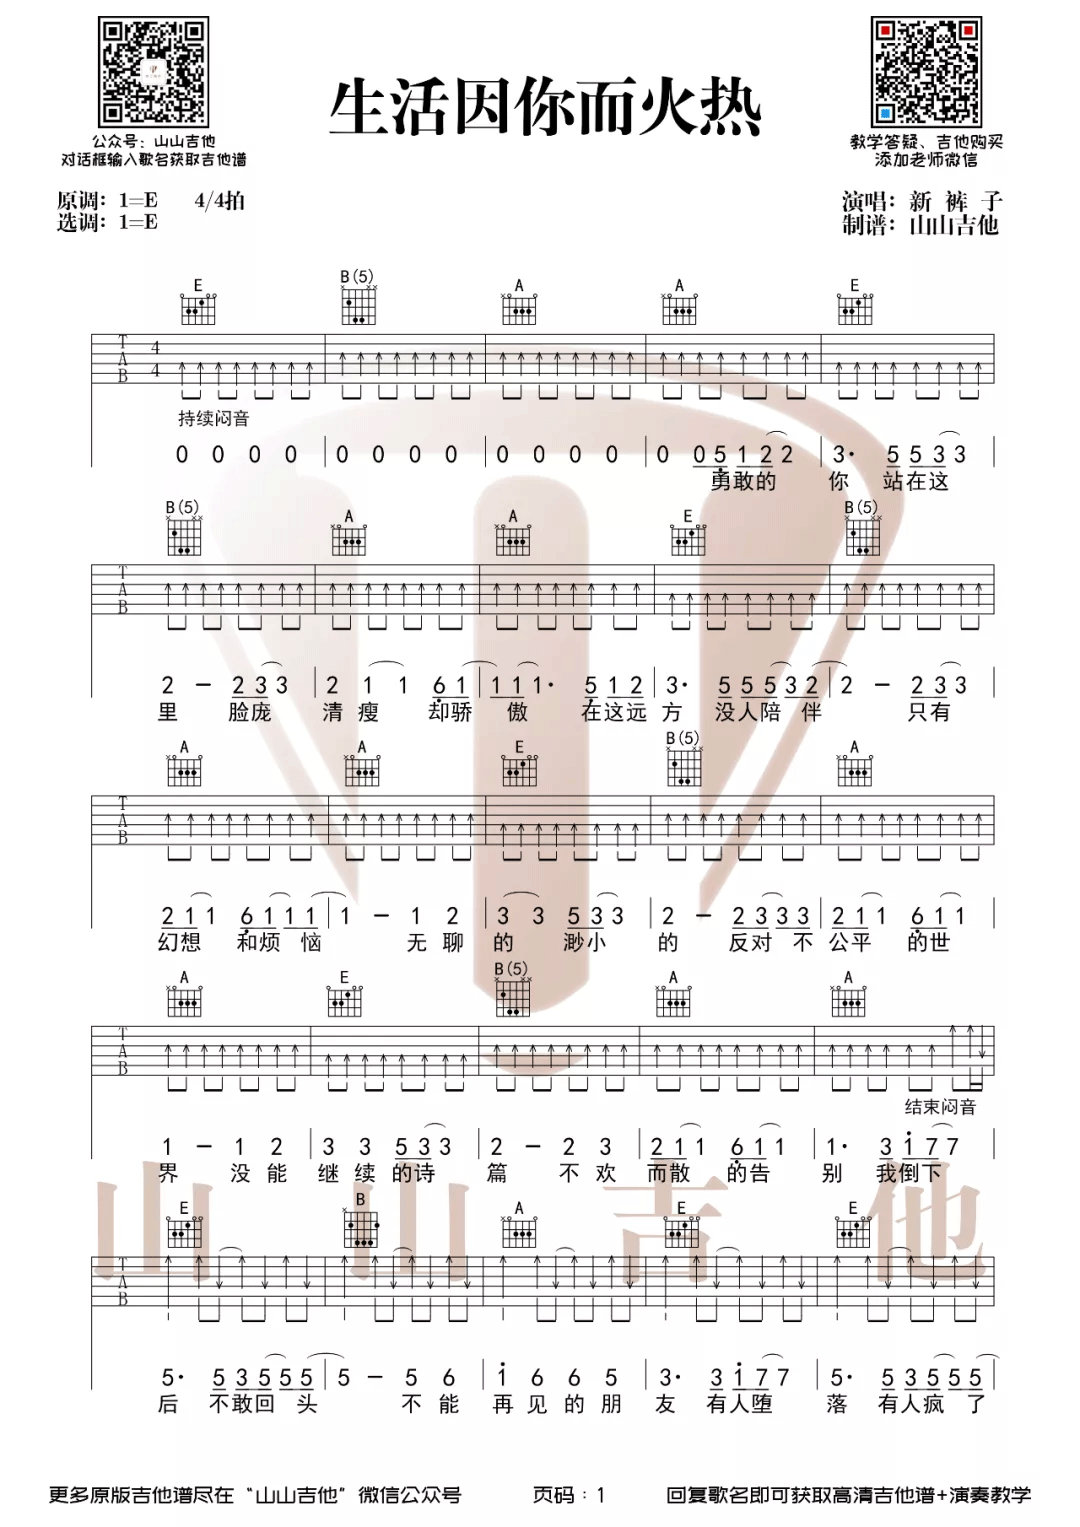 生活因你而火热
公众号：山山吉他
对话框输入歌名获取吉他谱
教学答疑、吉他购买
添加老师微信
原调：1=E 4/4拍
选调：1=E
演唱：新 裤 子
制谱：山山吉他
E B(5) A A E
T A B 4 4
持续闷音
0 0 0 0 0 0 0 0 0 0 0 0 0 0 5 1 2 2 3· 5 5 3 3
勇敢的 你 站在这
B(5) A A E B(5)
T A B
2 — 2 3 3 2 1 1 6 1 1 1 1· 5 1 2 3· 5 5 5 3 2 2 — 2 3 3
里 脸庞 清 瘦 却骄 傲 在这远 方 没人陪 伴 只有
A A E B(5) A
T A B
2 1 1 6 1 1 1 1 — 1 2 3 3 5 3 3 2 — 2 3 3 3 2 1 1 6 1 1
幻想 和烦 恼 无 聊 的 渺小 的 反对 不 公平 的世
A E B(5) A A
T A B
结束闷音
1 — 1 2 3 3 5 3 3 2 — 2 3 2 1 1 6 1 1 1· 3 1 7 7
界 没 能 继 续 的诗 篇 不 欢 而散 的告 别 我倒下
E B A E E
T A B
5· 5 3 5 5 5 5 — 5 6 1 6 6 5 3· 3 1 7 7 5· 5 3 5 5 5
后 不敢回 头 不 能 再 见 的 朋 友 有人堕 落 有人疯 了
更多原版吉他谱尽在“山山吉他”微信公众号 页码：1 回复歌名即可获取高清吉他谱+演奏教学
山 山 吉 他